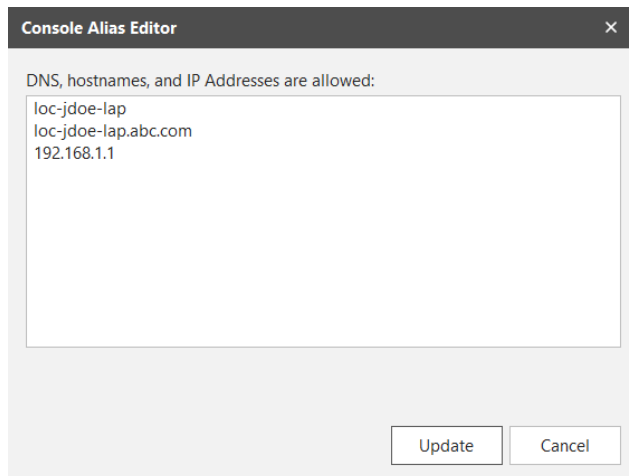 Console Alias Editor
DNS, hostnames, and IP Addresses are allowed:
loc-jdoe-lap
loc-jdoe-lap.abc.com
192.168.1.1
Update Cancel